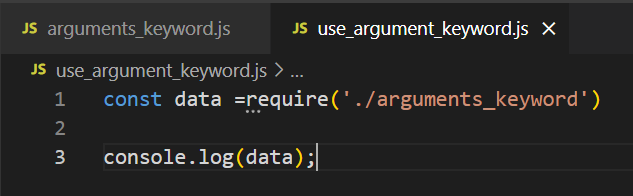 JS arguments_keyword.js JS use_argument_keyword.js ×
JS use_argument_keyword.js > ...
1 const data =require('./arguments_keyword')
2
3 console.log(data);